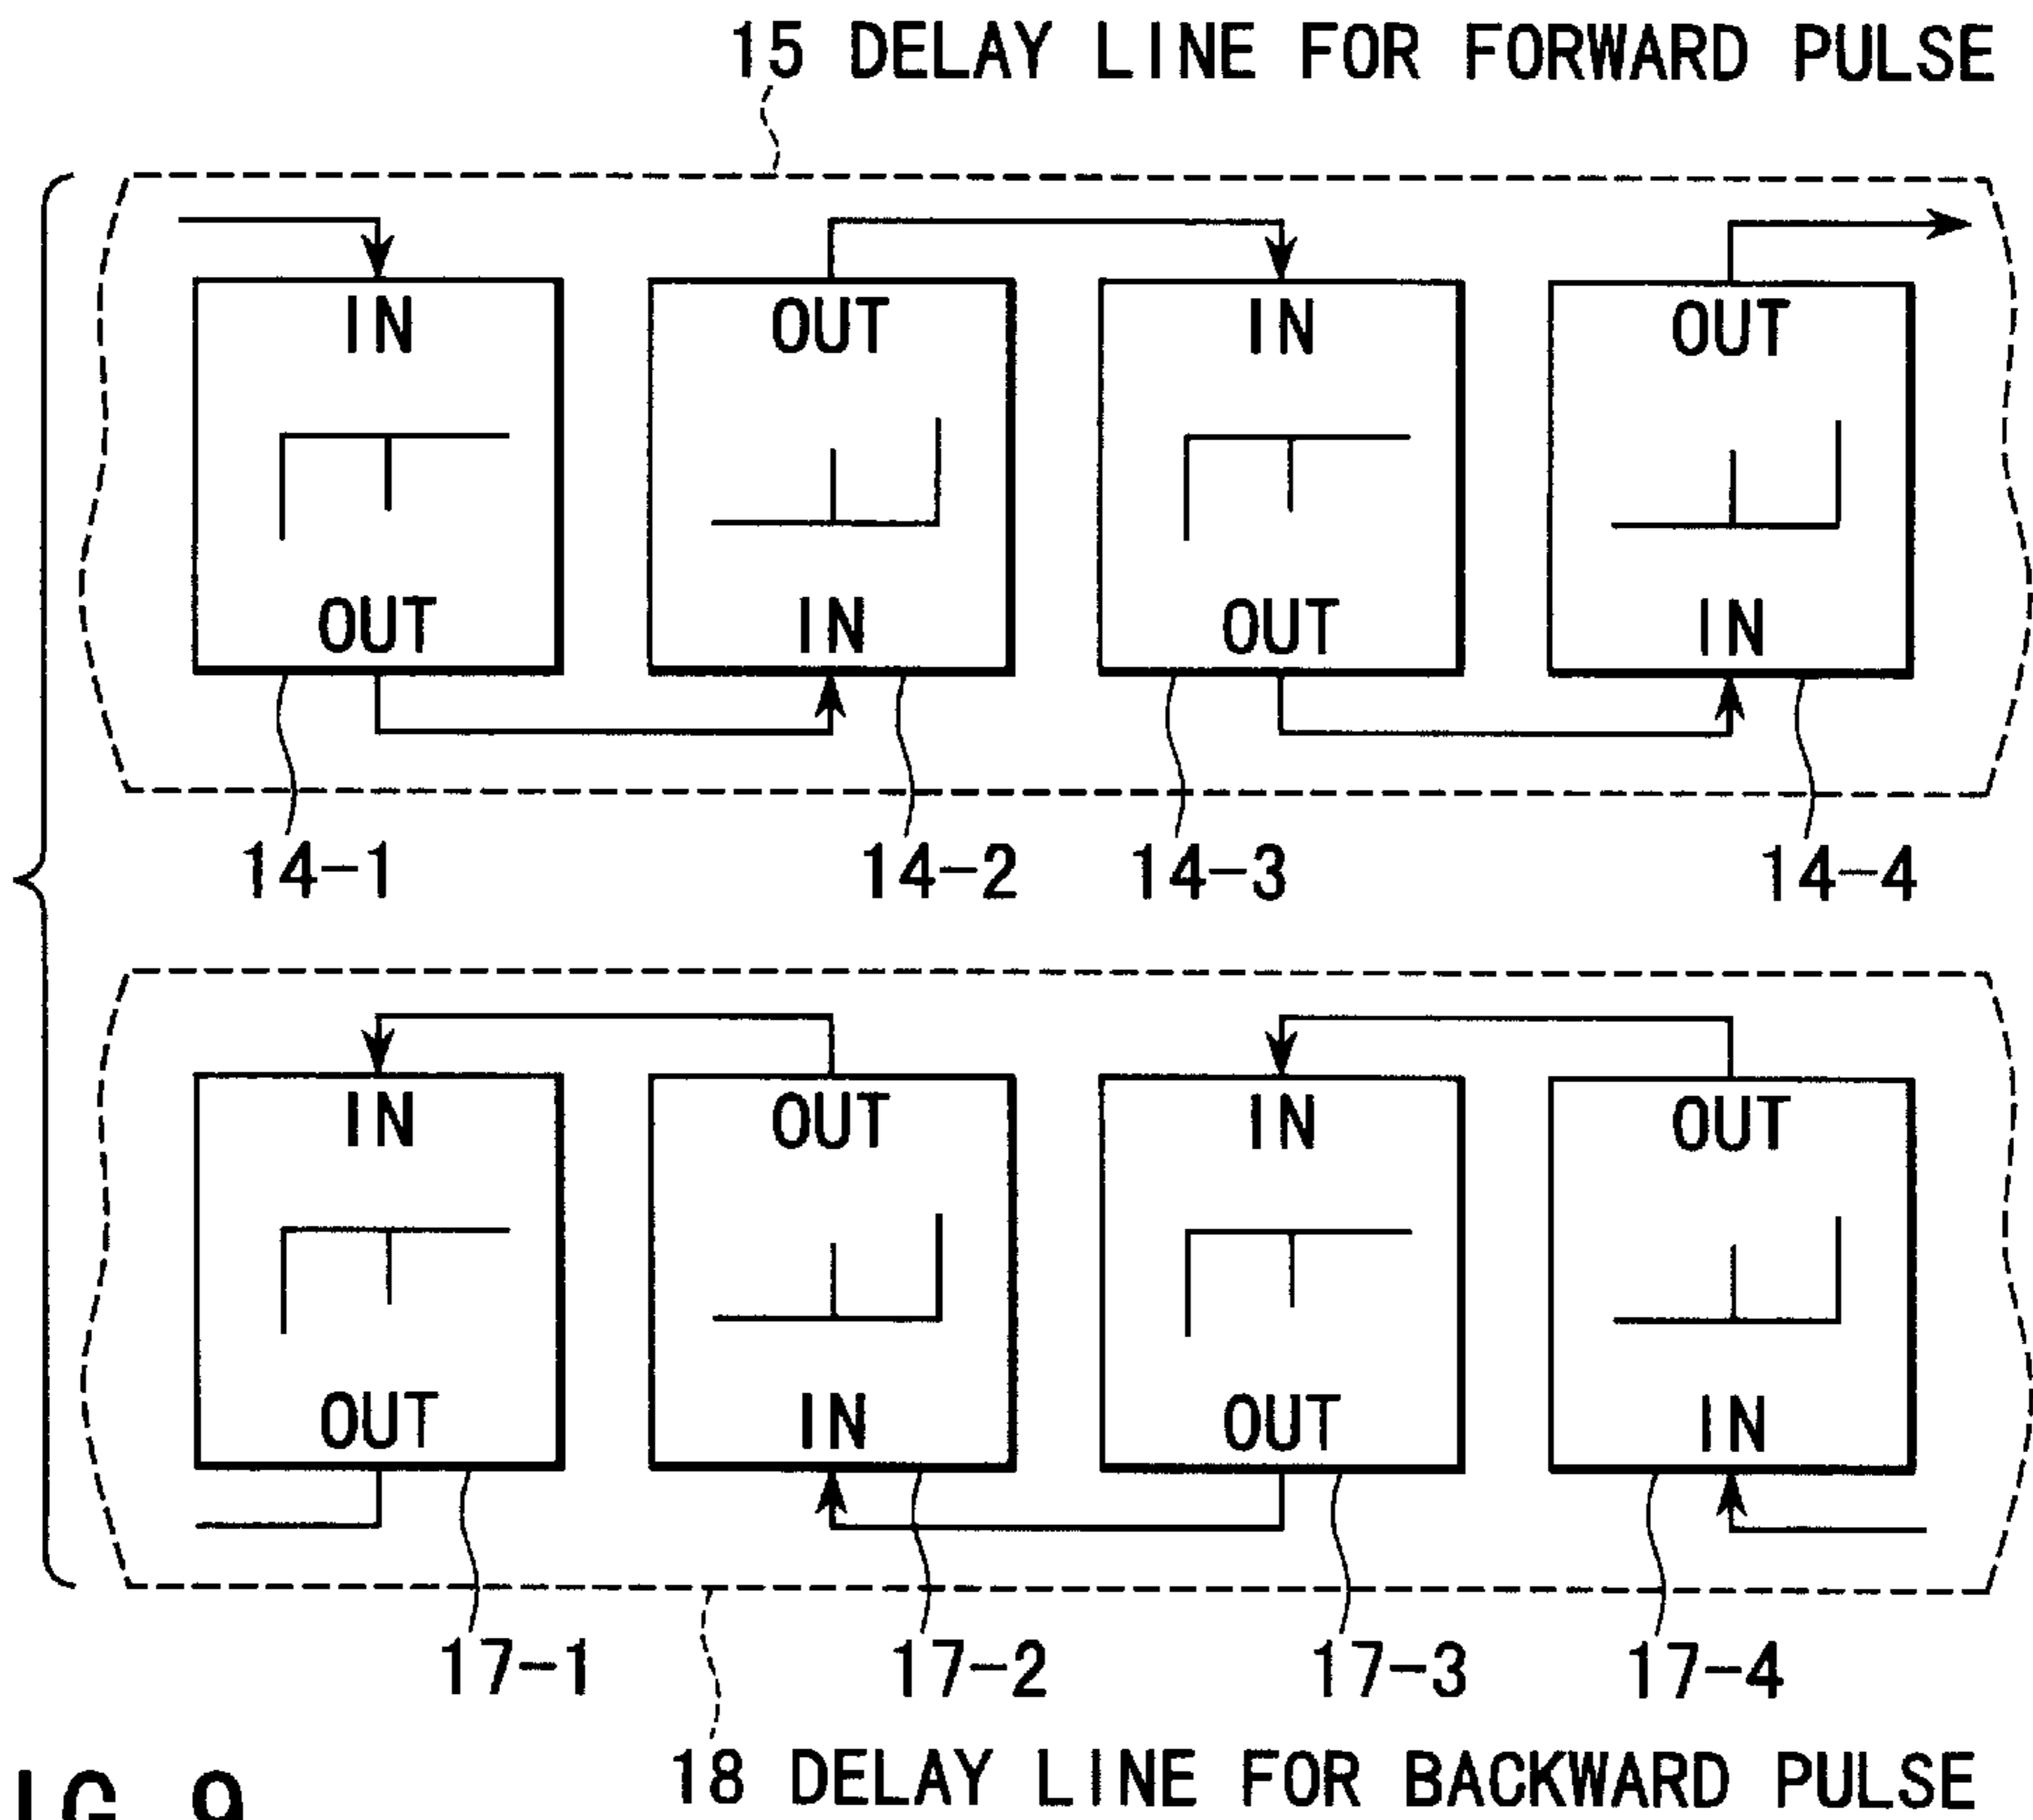 15 DELAY LINE FOR FORWARD PULSE
IN OUT IN OUT
OUT IN OUT IN
14-1 14-2 14-3 14-4
IN OUT IN OUT
OUT IN OUT IN
17-1 17-2 17-3 17-4
18 DELAY LINE FOR BACKWARD PULSE
IG. 9